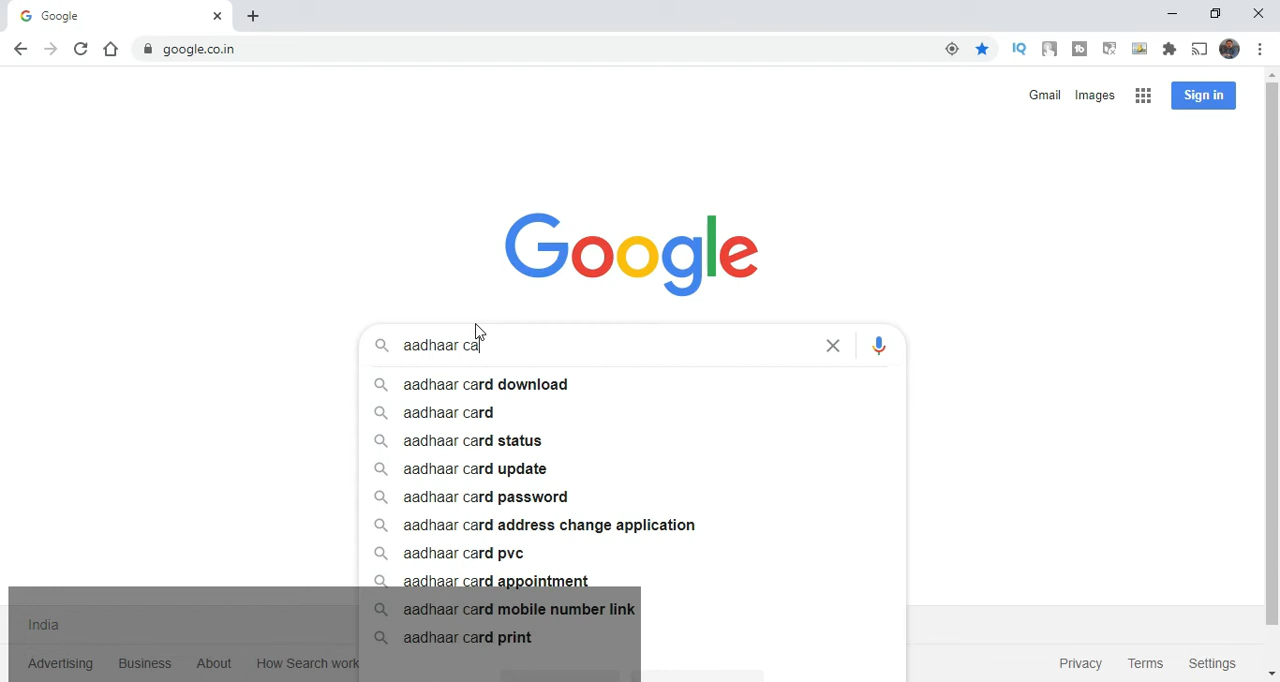 Google
google.co.in
IQ
Gmail Images Sign in
Google
aadhaar ca
aadhaar card download
aadhaar card
aadhaar card status
aadhaar card update
aadhaar card password
aadhaar card address change application
aadhaar card pvc
aadhaar card appointment
aadhaar card mobile number link
aadhaar card print
India
Advertising Business About How Search work
Privacy Terms Settings